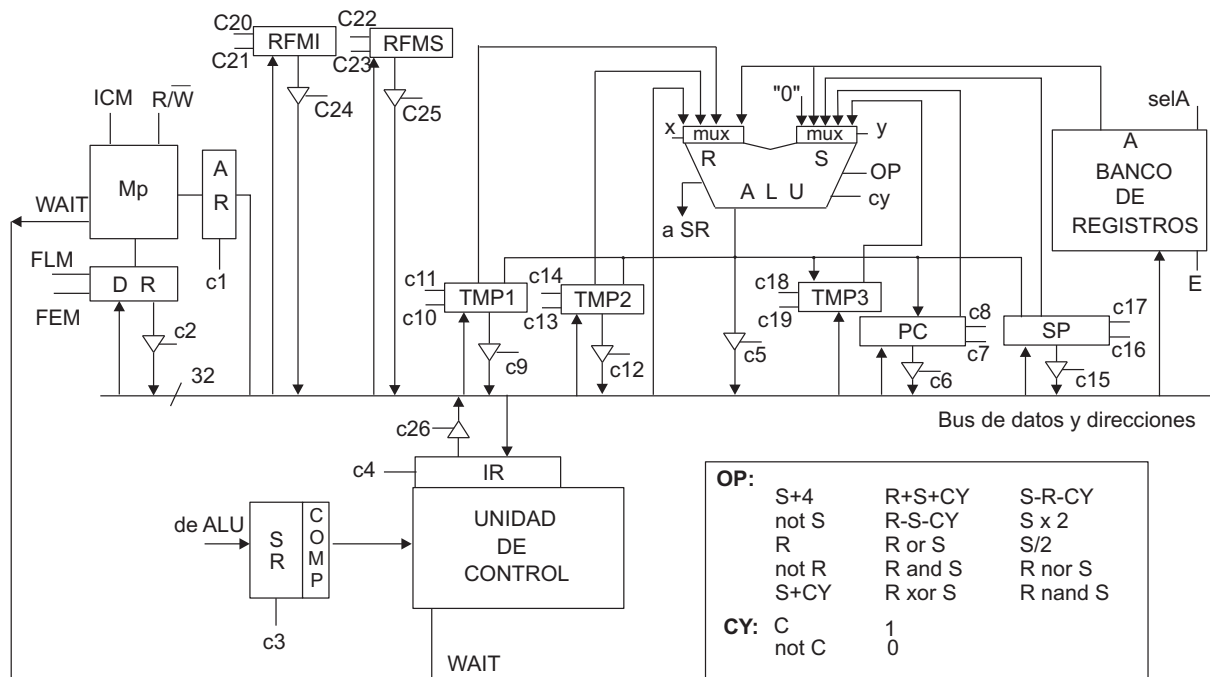 C20
C21
RFMI
C24
C22
C23
RFMS
C25
ICM
R/W̅
Mp
A
R
c1
WAIT
FLM
FEM
D R
c2
32
"0"
x
mux
mux
y
R
S
A L U
OP
cy
a SR
selA
A
BANCO
DE
REGISTROS
E
c11
c10
TMP1
c9
c14
c13
TMP2
c12
c5
c18
c19
TMP3
PC
c8
c7
c6
SP
c17
c16
c15
Bus de datos y direcciones
c26
c4
IR
UNIDAD
DE
CONTROL
de ALU
S
R
C
O
M
P
c3
WAIT
OP:
S+4 R+S+CY S-R-CY
not S R-S-CY S x 2
R R or S S/2
not R R and S R nor S
S+CY R xor S R nand S
CY: C 1
not C 0